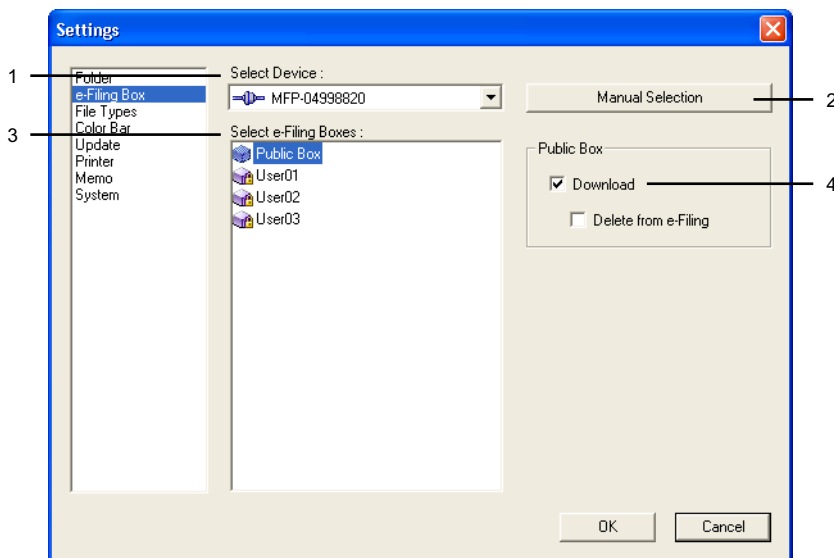 Settings
1
Folder
e-Filing Box
File Types
Color Bar
Update
Printer
Memo
System
Select Device :
MFP-04998820
Manual Selection
2
3
Select e-Filing Boxes :
Public Box
User01
User02
User03
Public Box
Download
4
Delete from e-Filing
OK
Cancel